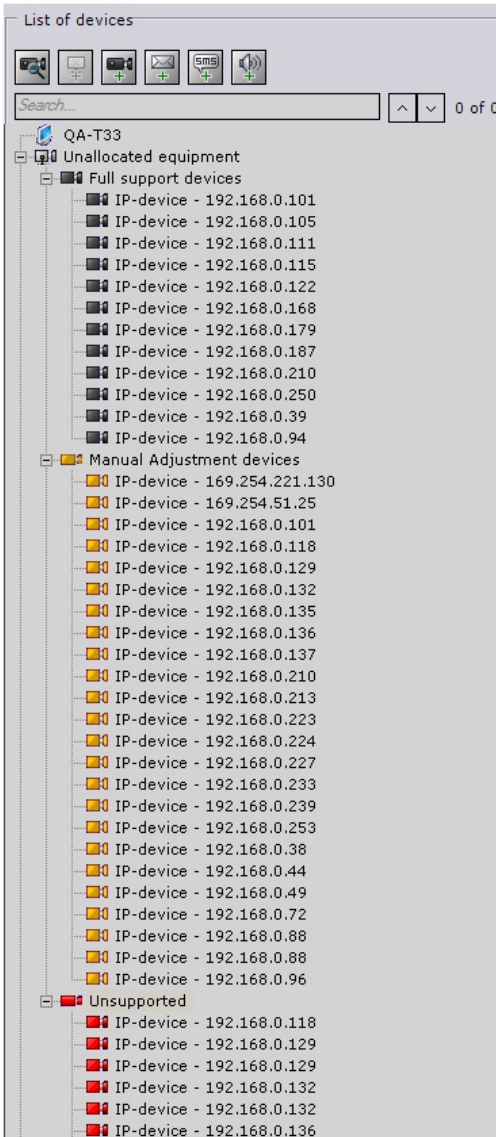 List of devices
sms
Search...
0 of 0
QA-T33
Unallocated equipment
Full support devices
IP-device - 192.168.0.101
IP-device - 192.168.0.105
IP-device - 192.168.0.111
IP-device - 192.168.0.115
IP-device - 192.168.0.122
IP-device - 192.168.0.168
IP-device - 192.168.0.179
IP-device - 192.168.0.187
IP-device - 192.168.0.210
IP-device - 192.168.0.250
IP-device - 192.168.0.39
IP-device - 192.168.0.94
Manual Adjustment devices
IP-device - 169.254.221.130
IP-device - 169.254.51.25
IP-device - 192.168.0.101
IP-device - 192.168.0.118
IP-device - 192.168.0.129
IP-device - 192.168.0.132
IP-device - 192.168.0.135
IP-device - 192.168.0.136
IP-device - 192.168.0.137
IP-device - 192.168.0.210
IP-device - 192.168.0.213
IP-device - 192.168.0.223
IP-device - 192.168.0.224
IP-device - 192.168.0.227
IP-device - 192.168.0.233
IP-device - 192.168.0.239
IP-device - 192.168.0.253
IP-device - 192.168.0.38
IP-device - 192.168.0.44
IP-device - 192.168.0.49
IP-device - 192.168.0.72
IP-device - 192.168.0.88
IP-device - 192.168.0.88
IP-device - 192.168.0.96
Unsupported
IP-device - 192.168.0.118
IP-device - 192.168.0.129
IP-device - 192.168.0.129
IP-device - 192.168.0.132
IP-device - 192.168.0.132
IP-device - 192.168.0.136